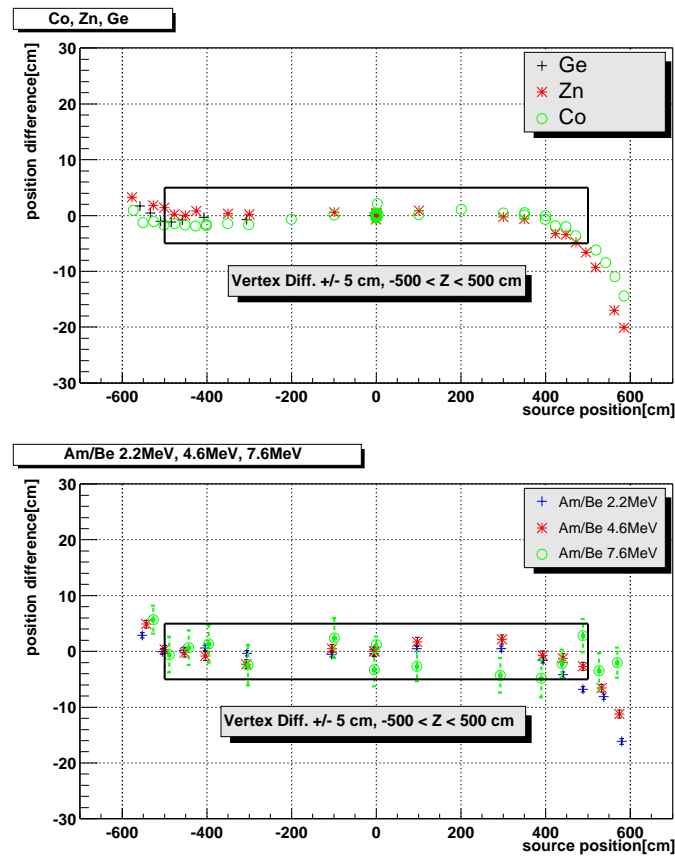 Co, Zn, Ge
position difference[cm]
30
20
10
0
-10
-20
-30
Ge
Zn
Co
Vertex Diff. +/- 5 cm, -500 < Z < 500 cm
-600 -400 -200 0 200 400 600
source position[cm]
Am/Be 2.2MeV, 4.6MeV, 7.6MeV
position difference[cm]
30
20
10
0
-10
-20
-30
Am/Be 2.2MeV
Am/Be 4.6MeV
Am/Be 7.6MeV
Vertex Diff. +/- 5 cm, -500 < Z < 500 cm
-600 -400 -200 0 200 400 600
source position[cm]